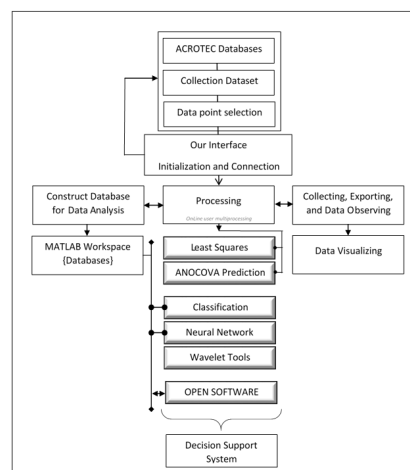 ACROTEC Databases
Collection Dataset
Data point selection
Our Interface
Initialization and Connection
Construct Database
for Data Analysis
Processing
OnLine user multiprocessing
Collecting, Exporting,
and Data Observing
MATLAB Workspace
{Databases}
Least Squares
Data Visualizing
ANOCOVA Prediction
Classification
Neural Network
Wavelet Tools
OPEN SOFTWARE
Decision Support
System